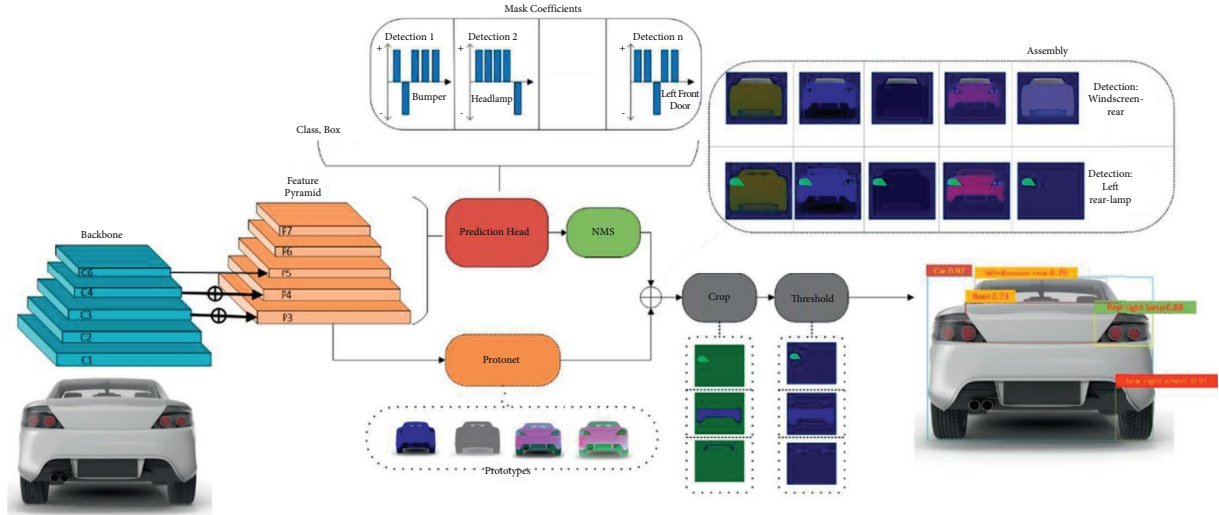 Mask Coefficients
Detection 1
Detection 2
Detection n
+
+
+
Bumper
Headlamp
Left Front
Door
-
-
-
Assembly
Detection:
Windscreen-
rear
Detection:
Left
rear-lamp
Class, Box
Feature
Pyramid
Backbone
P7
P6
P5
P4
P3
C4
C3
C2
C1
Prediction Head
NMS
Crop
Threshold
Protonet
Prototypes
Car 0.97
Windscreen rear 0.75
Boot 0.73
Rear right lamp 0.88
Rear right wheel 0.91